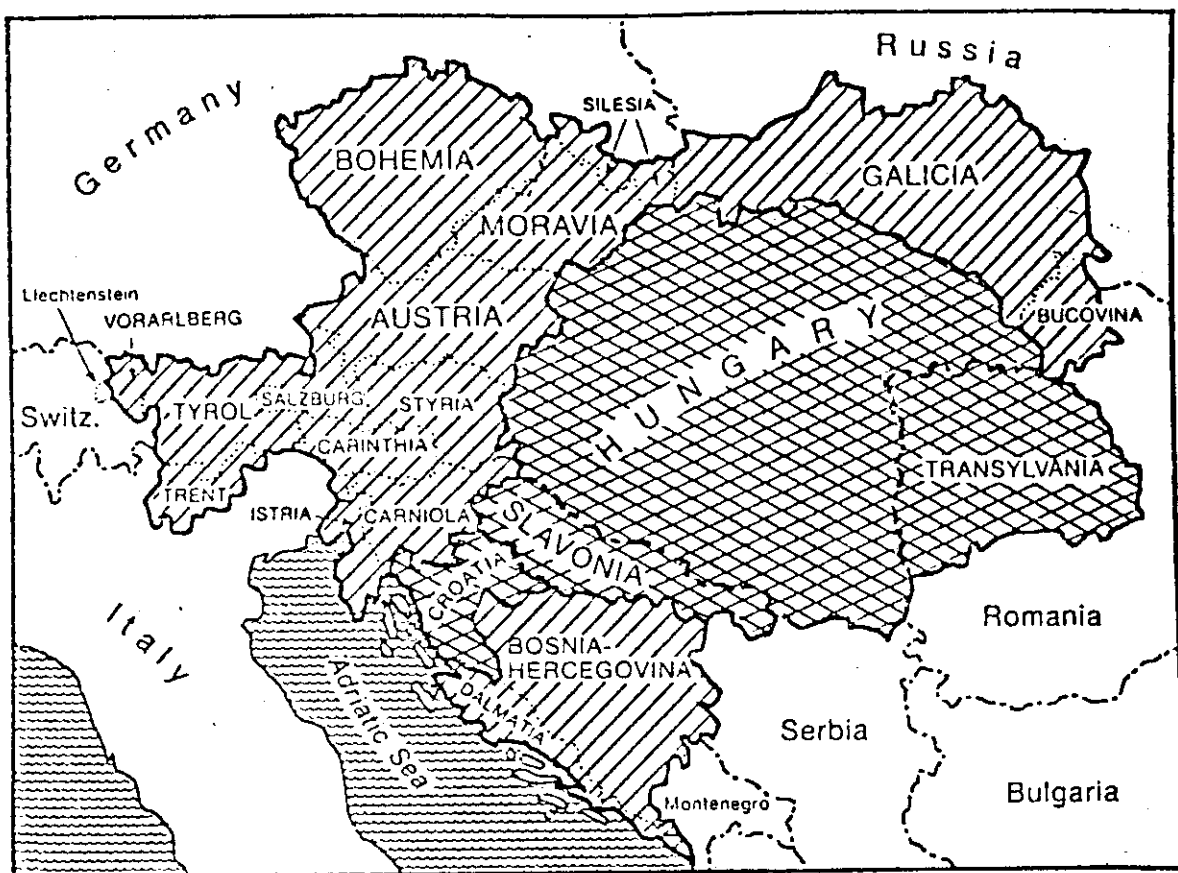 Russia
Germany
SILESIA
BOHEMIA
GALICIA
MORAVIA
Liechtenstein
VORARLBERG
AUSTRIA
HUNGARY
BUCOVINA
Switz.
TYROL
SALZBURG
STYRIA
CARINTHIA
TRANSYLVANIA
TRENT
ISTRIA
CARNIOLA
SLAVONIA
CROATIA
Italy
Romania
BOSNIA-
HERCEGOVINA
Adriatic Sea
DALMATIA
Serbia
Montenegro
Bulgaria